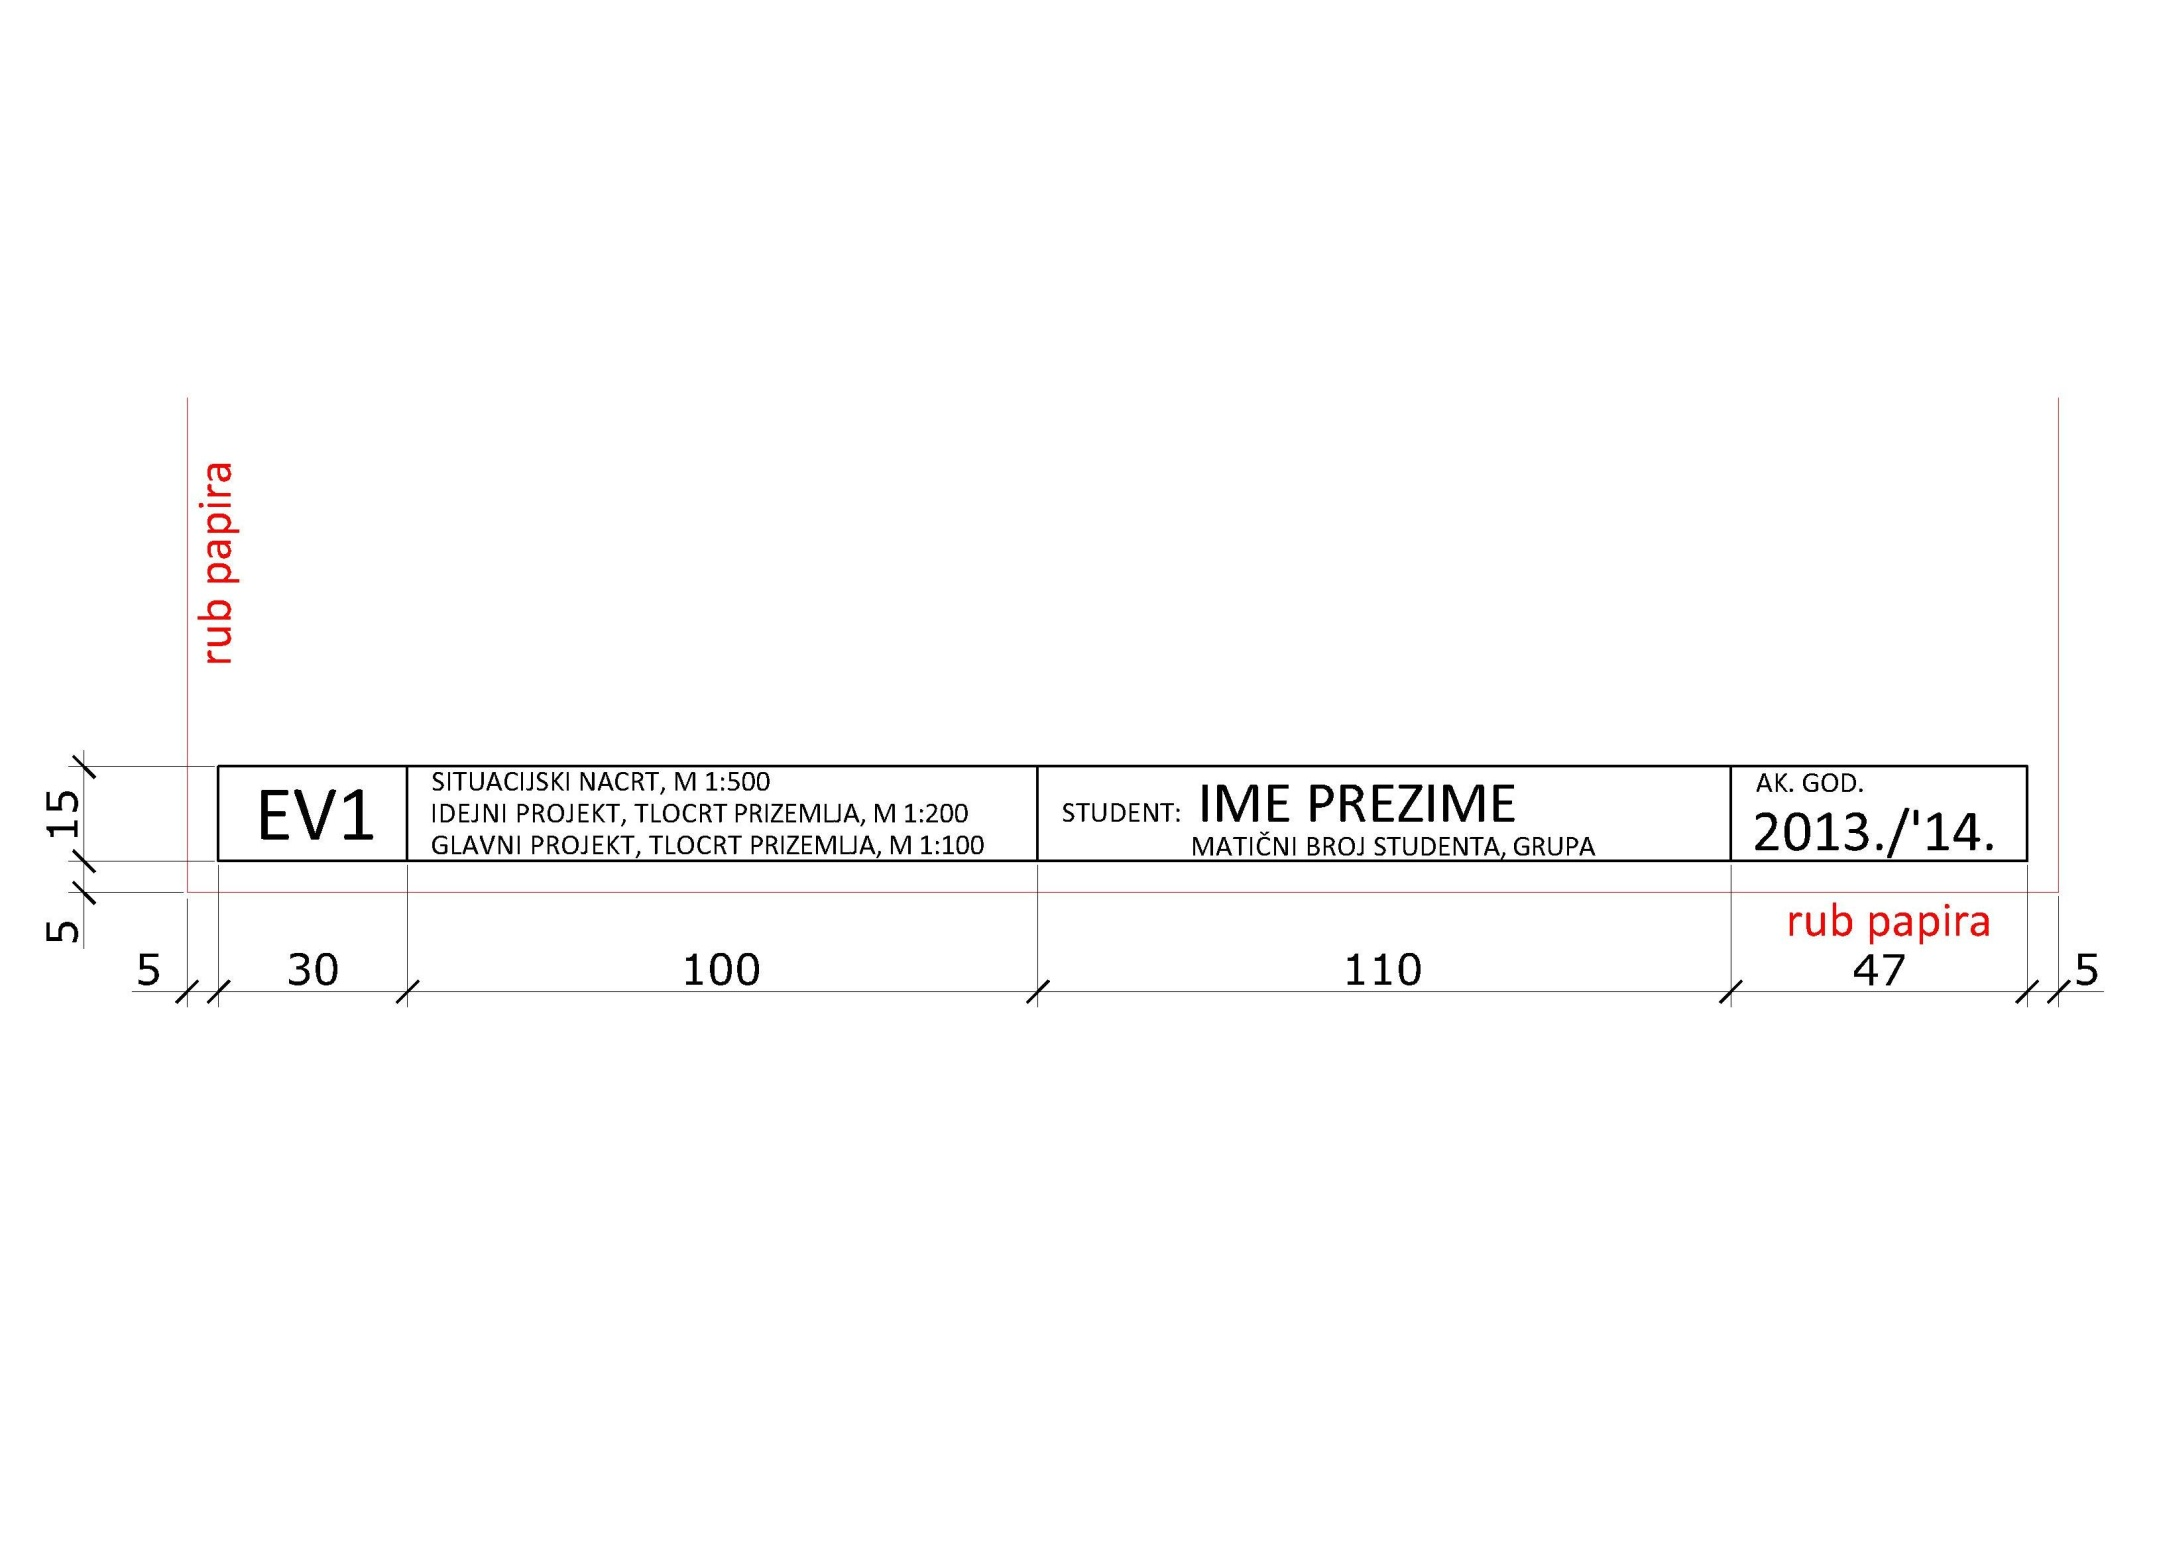 rub papira
EV1
SITUACIJSKI NACRT, M 1:500
IDEJNI PROJEKT, TLOCRT PRIZEMLJA, M 1:200
GLAVNI PROJEKT, TLOCRT PRIZEMLJA, M 1:100
STUDENT: IME PREZIME
MATIČNI BROJ STUDENTA, GRUPA
AK. GOD.
2013./'14.
15
5
rub papira
5
30
100
110
47
5